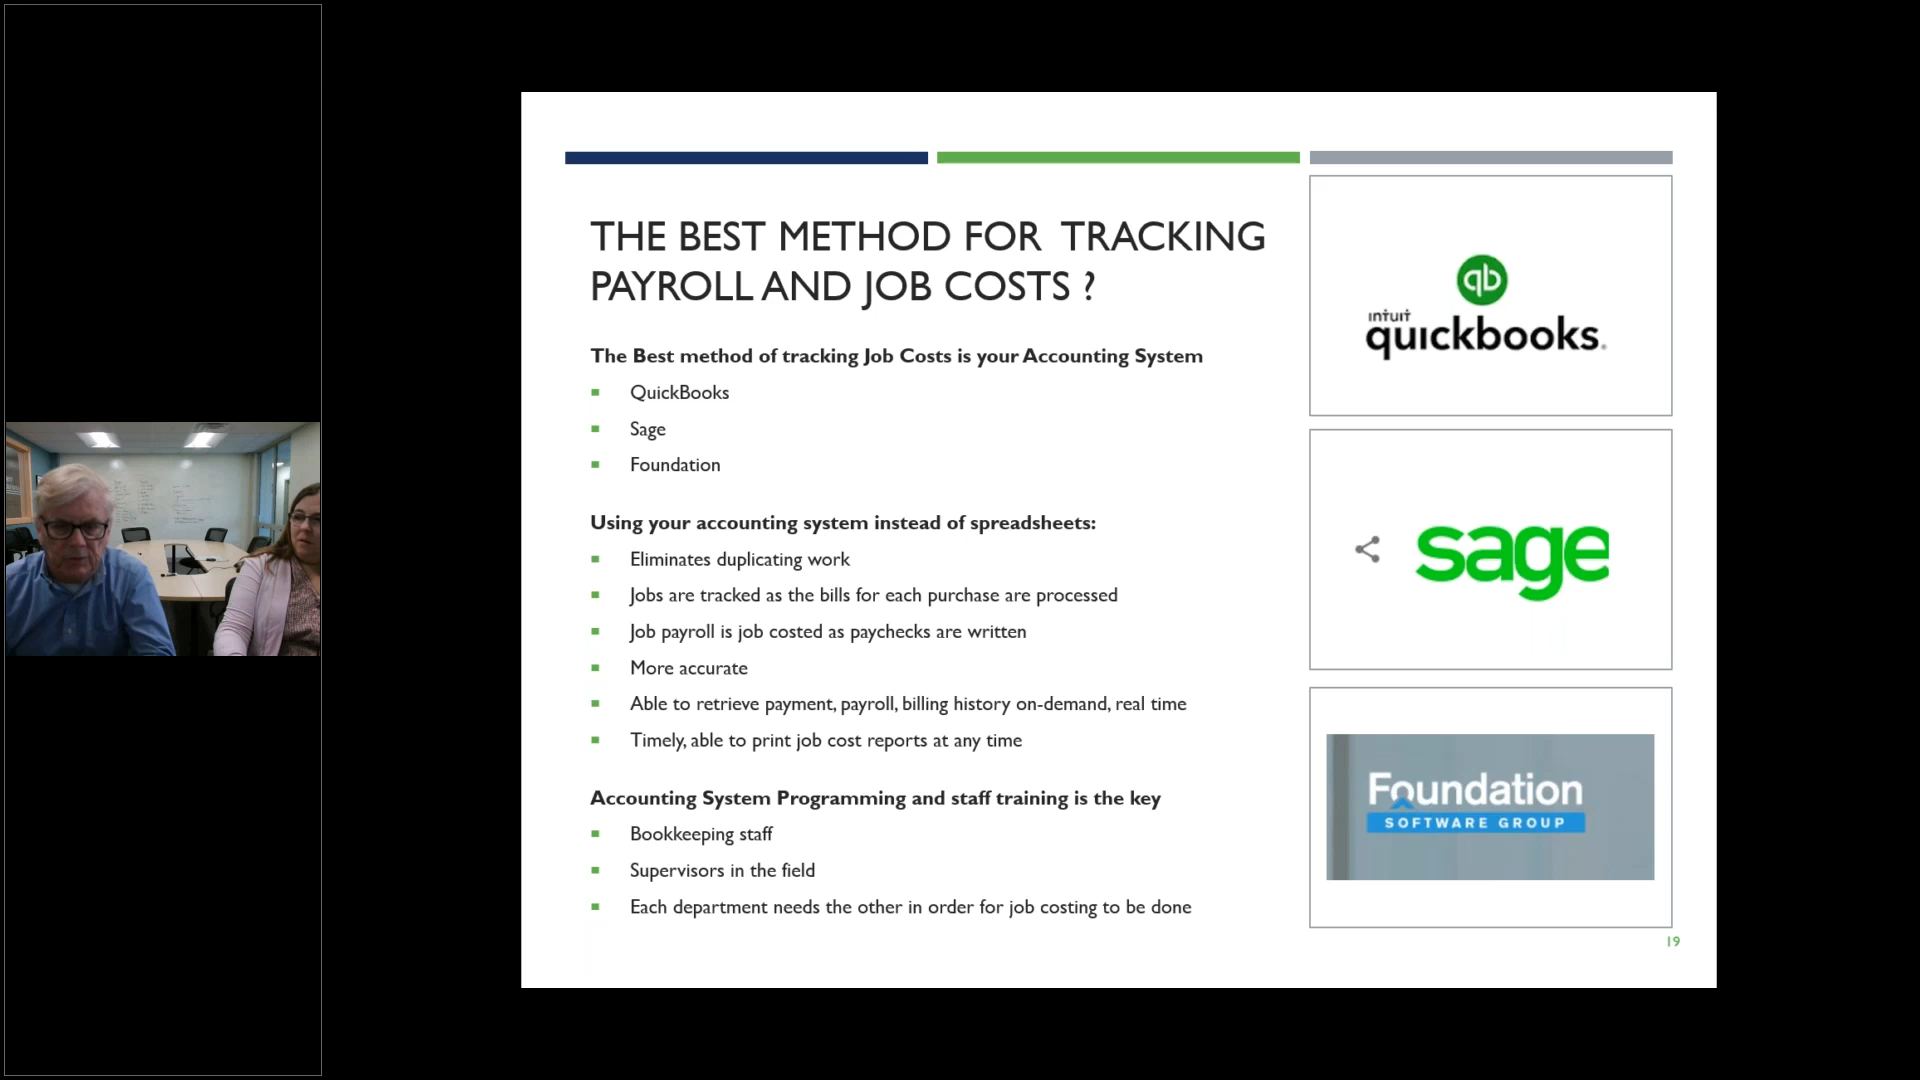 THE BEST METHOD FOR TRACKING
PAYROLL AND JOB COSTS ?
The Best method of tracking Job Costs is your Accounting System
QuickBooks
Sage
Foundation
Using your accounting system instead of spreadsheets:
Eliminates duplicating work
Jobs are tracked as the bills for each purchase are processed
Job payroll is job costed as paychecks are written
More accurate
Able to retrieve payment, payroll, billing history on-demand, real time
Timely, able to print job cost reports at any time
Accounting System Programming and staff training is the key
Bookkeeping staff
Supervisors in the field
Each department needs the other in order for job costing to be done
qb
intuit
quickbooks.
sage
Foundation
SOFTWARE GROUP
19